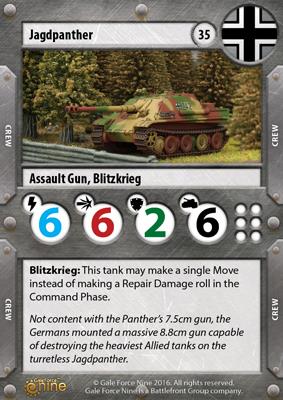 Jagdpanther 35
CREW CREW
Assault Gun, Blitzkrieg
6 6 2 6
Blitzkrieg: This tank may make a single Move
instead of making a Repair Damage roll in the
Command Phase.
Not content with the Panther's 7.5cm gun, the
Germans mounted a massive 8.8cm gun capable
of destroying the heaviest Allied tanks on the
turretless Jagdpanther.
CREW CREW
Gale Force
nine
© Gale Force Nine 2016. All rights reserved.
Gale Force Nine is a Battlefront Group company.